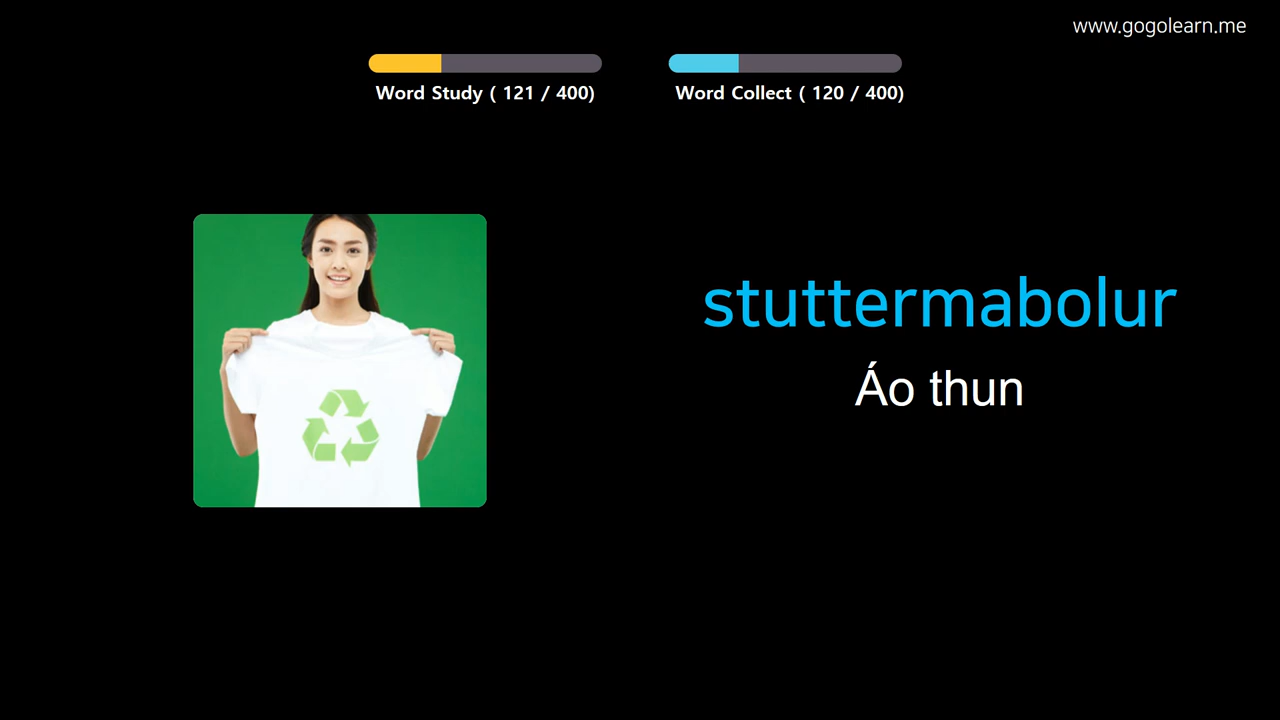 www.gogolearn.me
Word Study ( 121 / 400)
Word Collect ( 120 / 400)
stuttermabolur
Áo thun